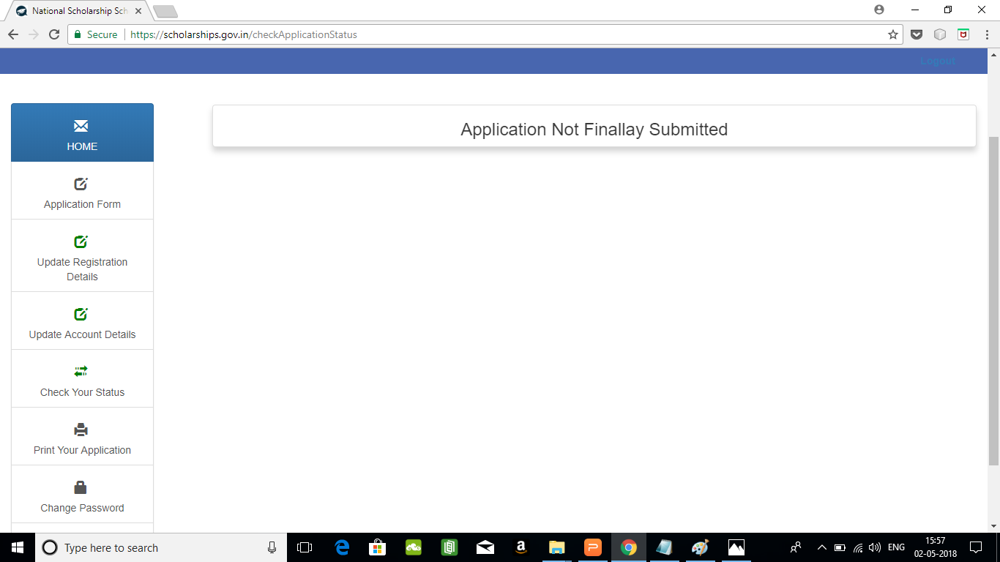 National Scholarship Sch
Secure
https://scholarships.gov.in/checkApplicationStatus
Logout
HOME
Application Not Finallay Submitted
Application Form
Update Registration
Details
Update Account Details
Check Your Status
Print Your Application
Change Password
Type here to search
ENG
15:57
02-05-2018